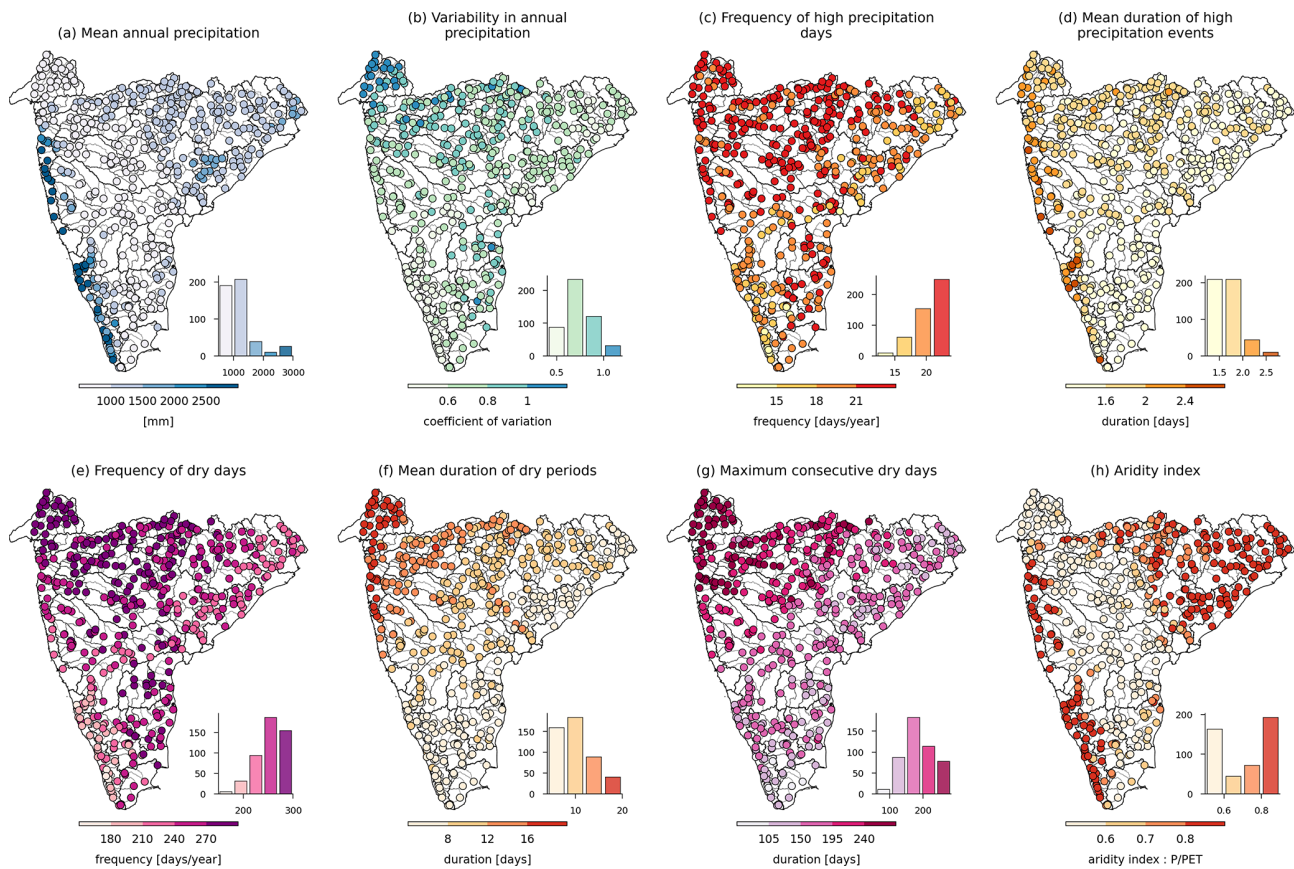 (a) Mean annual precipitation
200
100
0
1000 2000 3000
1000 1500 2000 2500
[mm]
(b) Variability in annual
precipitation
200
100
0
0.5 1.0
0.6 0.8 1
coefficient of variation
(c) Frequency of high precipitation
days
200
100
0
15 20
15 18 21
frequency [days/year]
(d) Mean duration of high
precipitation events
200
100
0
1.5 2.0 2.5
1.6 2 2.4
duration [days]
(e) Frequency of dry days
150
100
50
0
200 300
180 210 240 270
frequency [days/year]
(f) Mean duration of dry periods
150
100
50
0
10 20
8 12 16
duration [days]
(g) Maximum consecutive dry days
150
100
50
0
100 200
105 150 195 240
duration [days]
(h) Aridity index
200
100
0
0.6 0.8
0.6 0.7 0.8
aridity index : P/PET